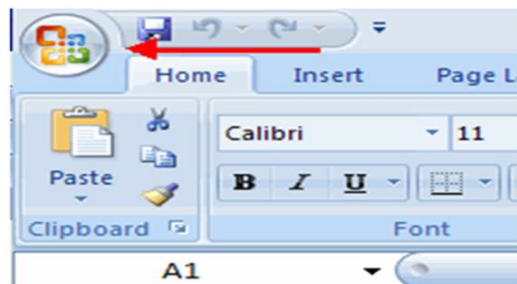 Home Insert Page L
Calibri 11
Paste B I U
Clipboard Font
A1